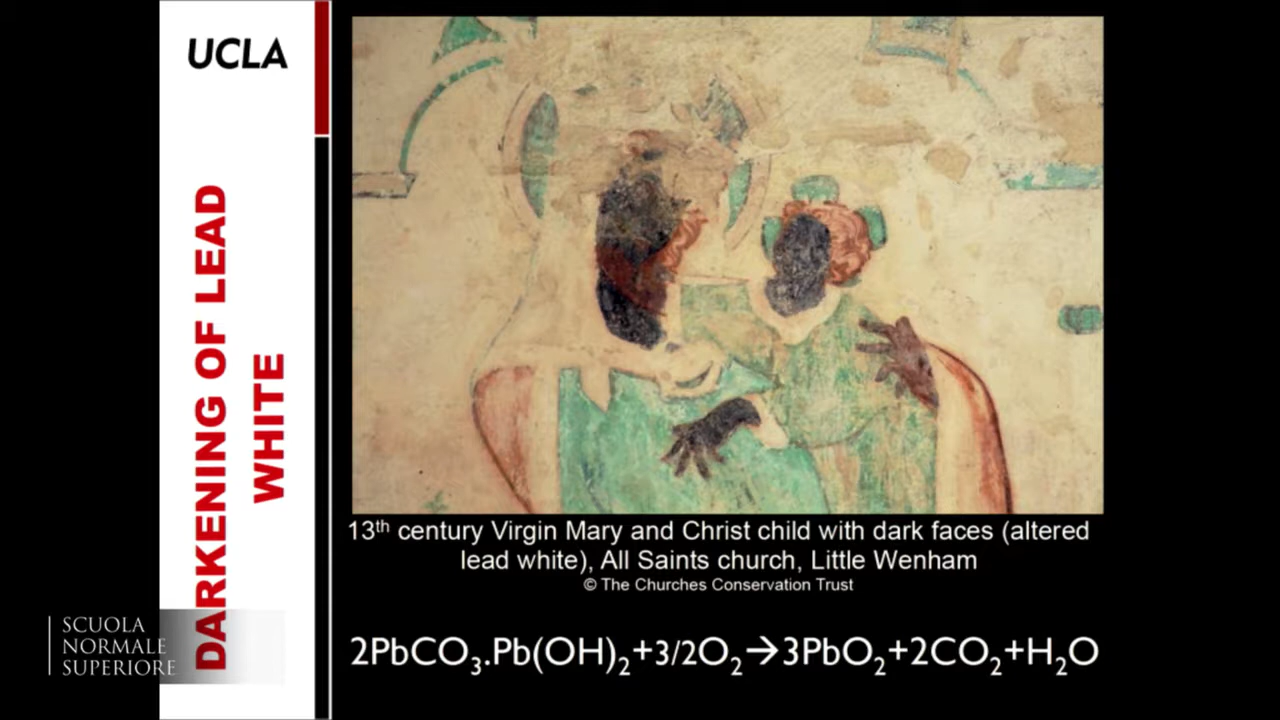 UCLA
DARKENING OF LEAD
WHITE
SCUOLA
NORMALE
SUPERIORE
13th century Virgin Mary and Christ child with dark faces (altered
lead white), All Saints church, Little Wenham
© The Churches Conservation Trust
2PbCO₃.Pb(OH)₂+3/2O₂→3PbO₂+2CO₂+H₂O